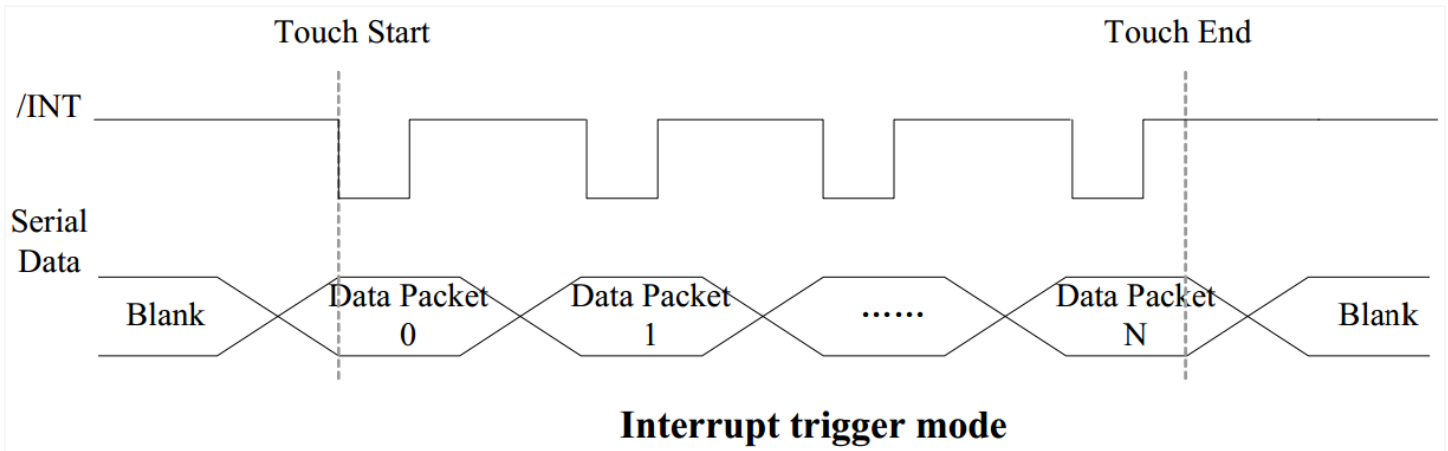 Touch Start
Touch End
/INT
Serial
Data
Blank
Data Packet
0
Data Packet
1
......
Data Packet
N
Blank
Interrupt trigger mode